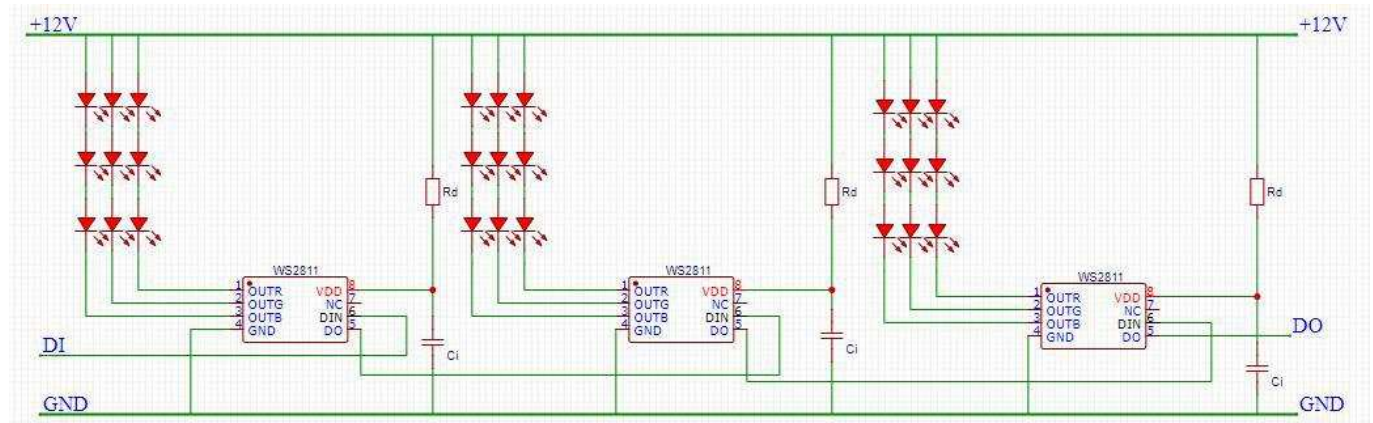 +12V +12V
Rd Rd Rd
WS2811 WS2811 WS2811
1 OUTR VDD 8
2 OUTG NC 7
3 OUTB DIN 6
4 GND DO 5
1 OUTR VDD 8
2 OUTG NC 7
3 OUTB DIN 6
4 GND DO 5
1 OUTR VDD 8
2 OUTG NC 7
3 OUTB DIN 6
4 GND DO 5
DI DO
Ci Ci Ci
GND GND